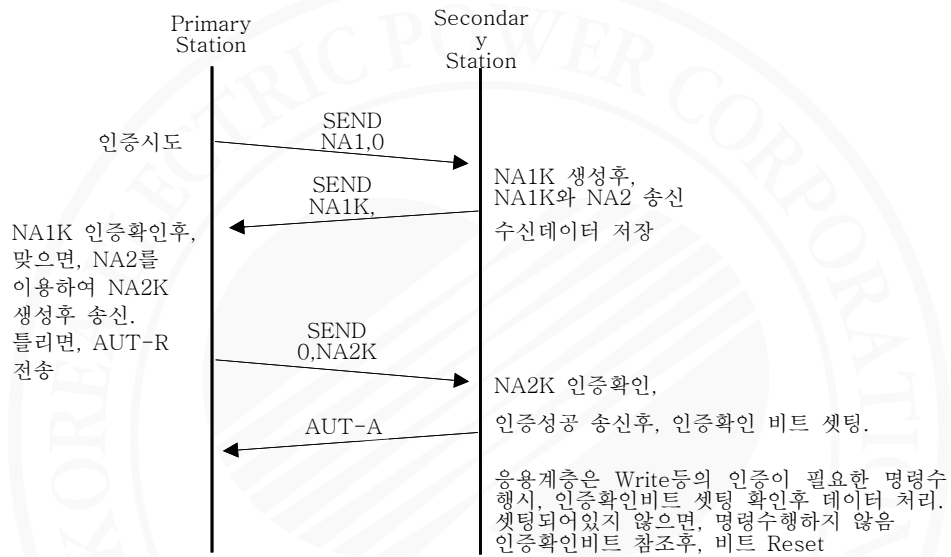 Primary
Station
Secondar
y
Station
인증시도
SEND
NA1,0
NA1K 생성후,
NA1K와 NA2 송신
수신데이터 저장
SEND
NA1K,
NA1K 인증확인후,
맞으면, NA2를
이용하여 NA2K
생성후 송신.
틀리면, AUT-R
전송
SEND
0,NA2K
NA2K 인증확인,
인증성공 송신후, 인증확인 비트 셋팅.
AUT-A
응용계층은 Write등의 인증이 필요한 명령수
행시, 인증확인비트 셋팅 확인후 데이터 처리.
셋팅되어있지 않으면, 명령수행하지 않음
인증확인비트 참조후, 비트 Reset
KOREA ELECTRIC POWER CORPORATION